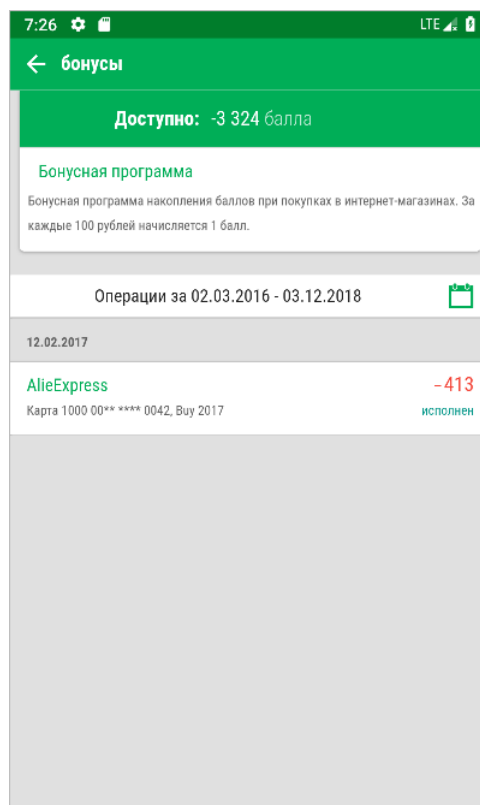 7:26 LTE
бонусы
Доступно: -3 324 балла
Бонусная программа
Бонусная программа накопления баллов при покупках в интернет-магазинах. За
каждые 100 рублей начисляется 1 балл.
Операции за 02.03.2016 - 03.12.2018
12.02.2017
AlieExpress -413
Карта 1000 00** **** 0042, Buy 2017 исполнен